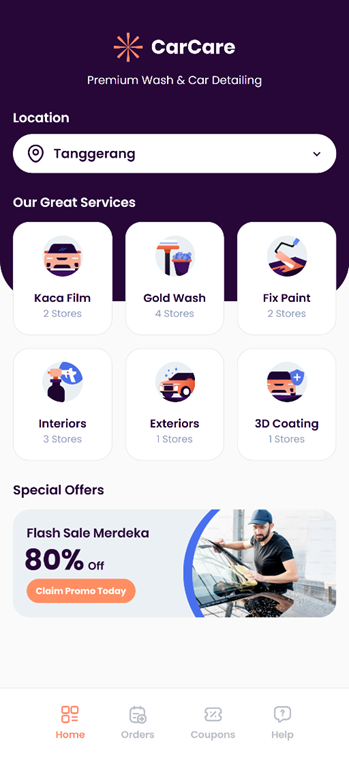 CarCare
Premium Wash & Car Detailing
Location
Tanggerang
Our Great Services
Kaca Film
2 Stores
Gold Wash
4 Stores
Fix Paint
2 Stores
Interiors
3 Stores
Exteriors
1 Stores
3D Coating
1 Stores
Special Offers
Flash Sale Merdeka
80% Off
Claim Promo Today
Home
Orders
Coupons
Help